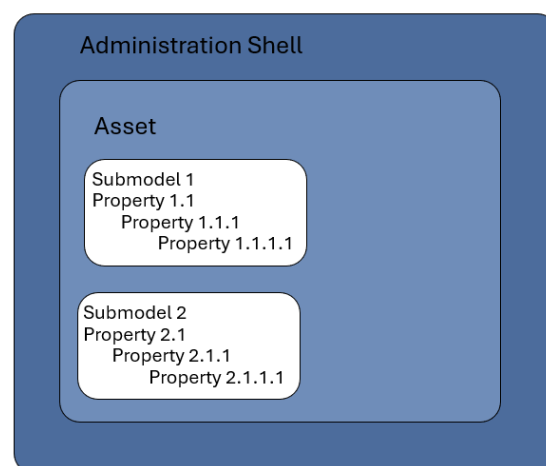 Administration Shell
Asset
Submodel 1
Property 1.1
Property 1.1.1
Property 1.1.1.1
Submodel 2
Property 2.1
Property 2.1.1
Property 2.1.1.1